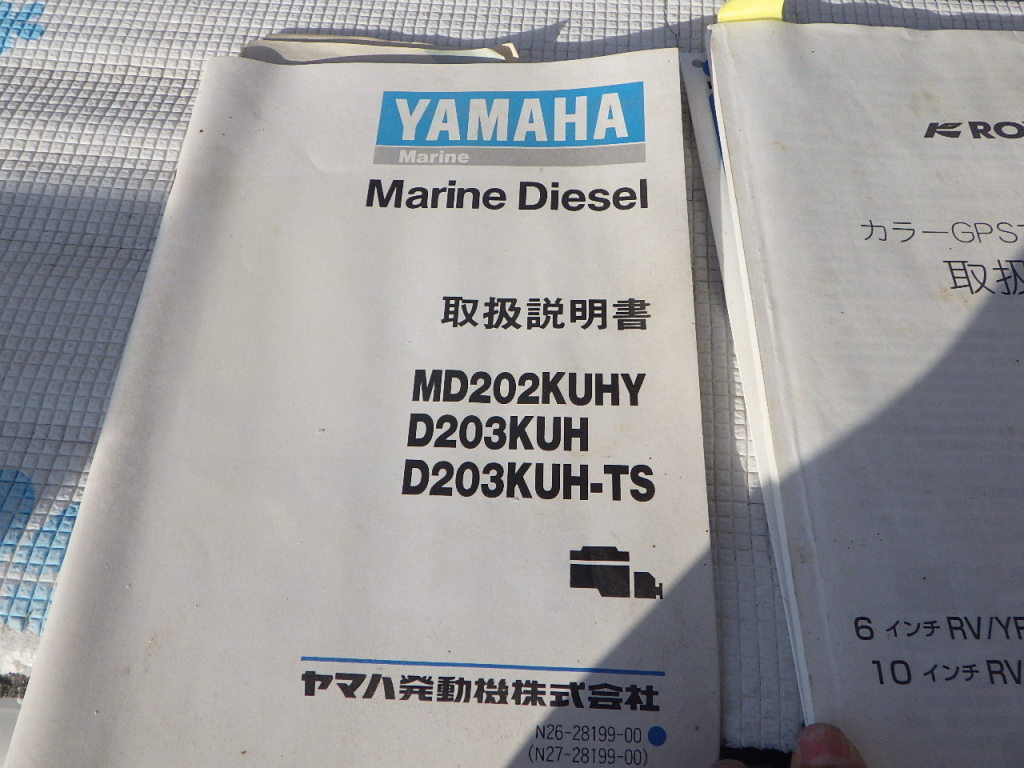 YAMAHA
Marine
Marine Diesel
取扱説明書
MD202KUHY
D203KUH
D203KUH-TS
ヤマハ発動機株式会社
N26-28199-00
(N27-28199-00)
カラーGPS
取扱
6 インチ RV/YF
10 インチ RV